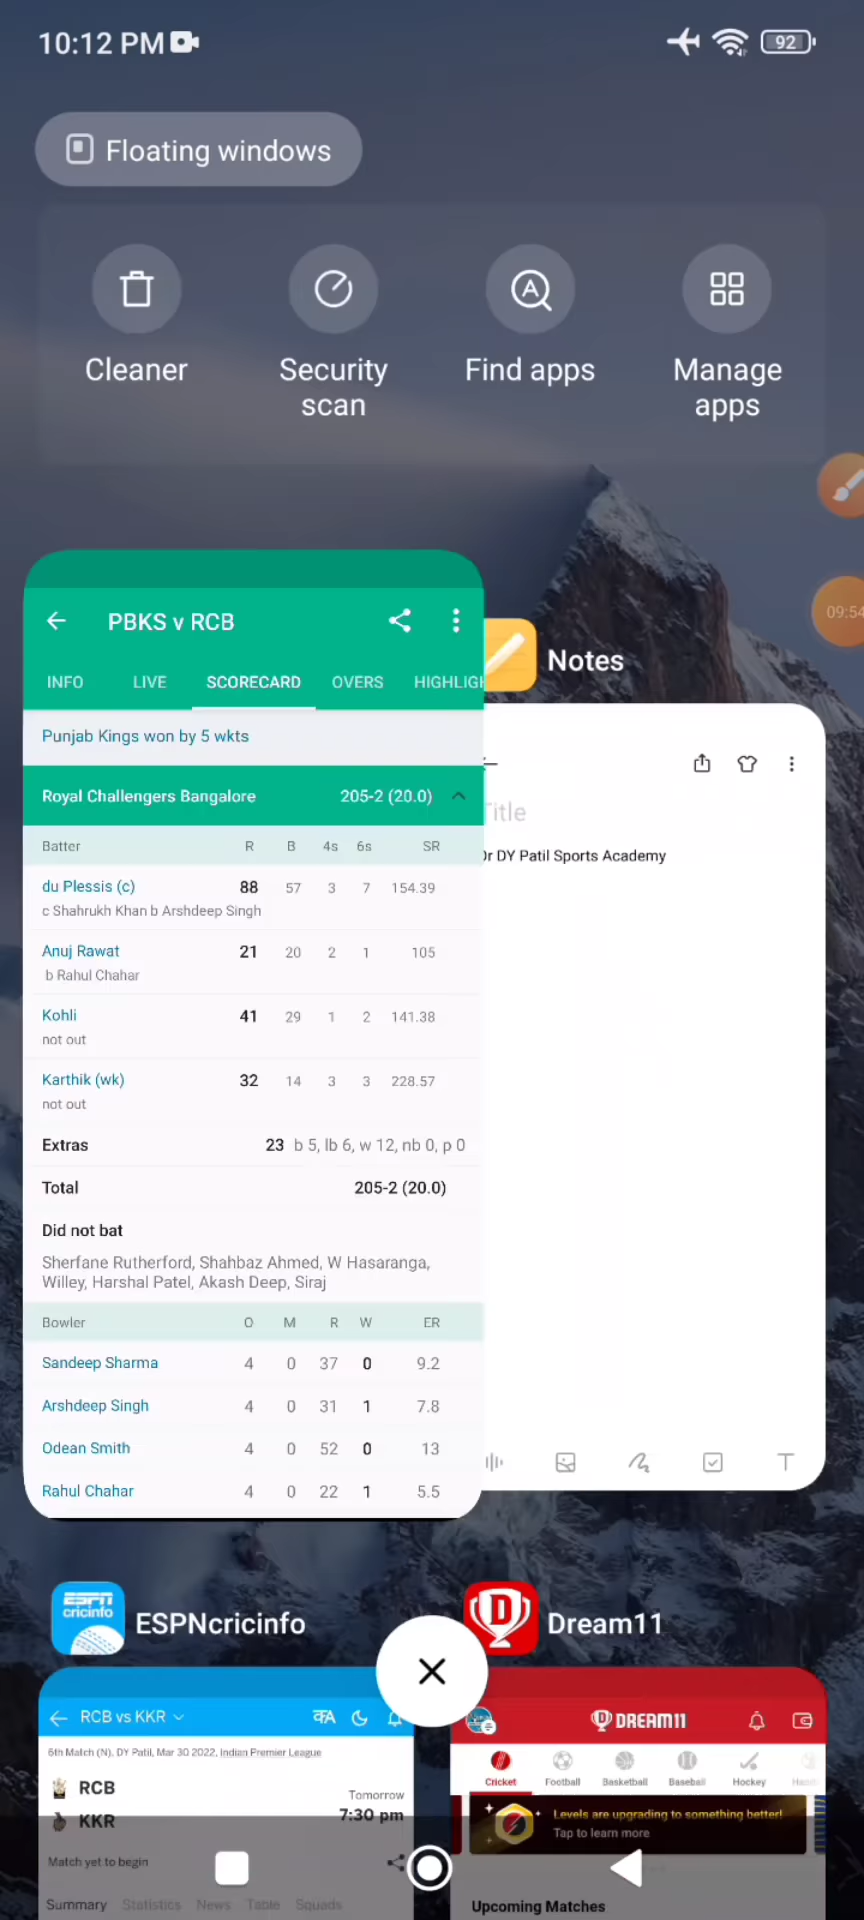 10:12 PM
92
Floating windows
Cleaner
Security scan
Find apps
Manage apps
09:54
PBKS v RCB
INFO LIVE SCORECARD OVERS HIGHLIGH
Punjab Kings won by 5 wkts
Royal Challengers Bangalore 205-2 (20.0)
Batter R B 4s 6s SR
du Plessis (c) 88 57 3 7 154.39
c Shahrukh Khan b Arshdeep Singh
Anuj Rawat 21 20 2 1 105
b Rahul Chahar
Kohli 41 29 1 2 141.38
not out
Karthik (wk) 32 14 3 3 228.57
not out
Extras 23 b 5, lb 6, w 12, nb 0, p 0
Total 205-2 (20.0)
Did not bat
Sherfane Rutherford, Shahbaz Ahmed, W Hasaranga,
Willey, Harshal Patel, Akash Deep, Siraj
Bowler O M R W ER
Sandeep Sharma 4 0 37 0 9.2
Arshdeep Singh 4 0 31 1 7.8
Odean Smith 4 0 52 0 13
Rahul Chahar 4 0 22 1 5.5
Notes
Title
Dr DY Patil Sports Academy
T
ESPN
cricinfo
ESPNcricinfo
RCB vs KKR
कA
6th Match (N), DY Patil, Mar 30 2022, Indian Premier League
RCB
Tomorrow
KKR
7:30 pm
Match yet to begin
Summary Statistics News Table Squads
D
Dream11
DREAM11
Cricket Football Basketball Baseball Hockey
Levels are upgrading to something better!
Tap to learn more
Upcoming Matches